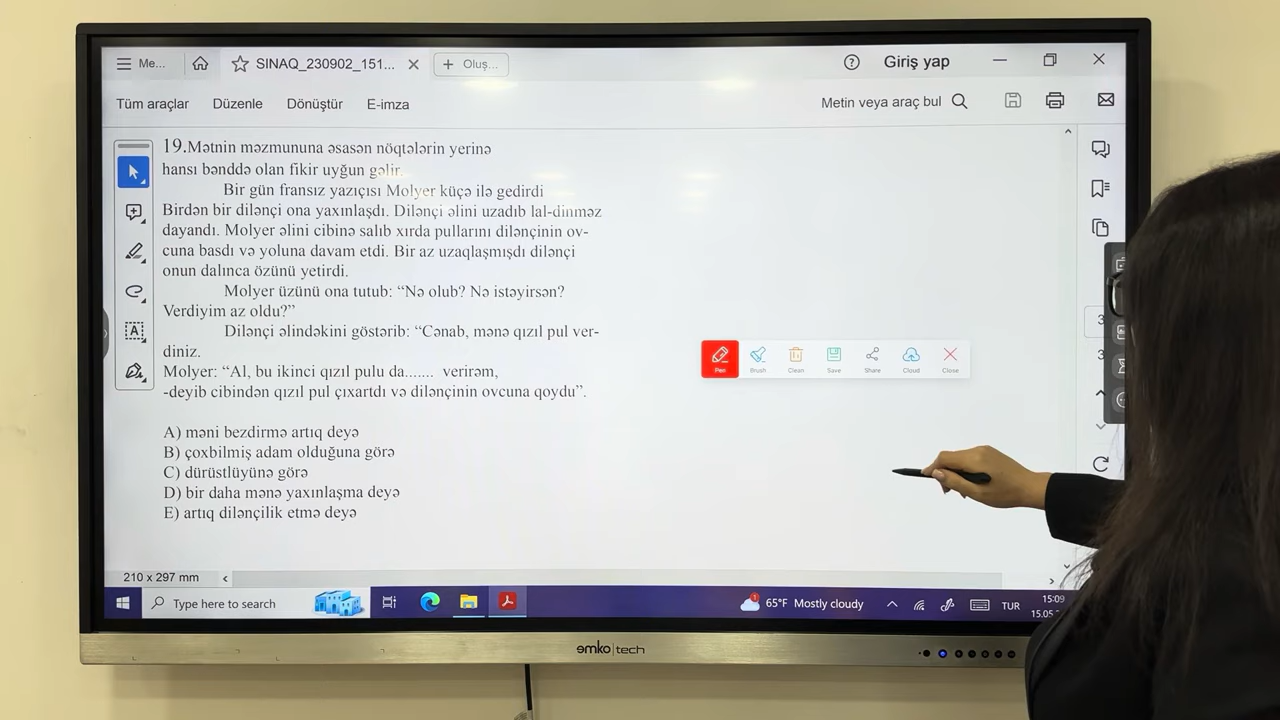 Me...
SINAQ_230902_151...
Oluş...
Giriş yap
Tüm araçlar
Düzenle
Dönüştür
E-imza
Metin veya araç bul
19.Mətnin məzmununa əsasən nöqtələrin yerinə
hansı bənddə olan fikir uyğun gəlir.
Bir gün fransız yazıçısı Molyer küçə ilə gedirdi
Birdən bir dilənçi ona yaxınlaşdı. Dilənçi əlini uzadıb lal-dinməz
dayandı. Molyer əlini cibinə salıb xırda pullarını dilənçinin ov-
cuna basdı və yoluna davam etdi. Bir az uzaqlaşmışdı dilənçi
onun dalınca özünü yetirdi.
Molyer üzünü ona tutub: “Nə olub? Nə istəyirsən?
Verdiyim az oldu?”
Dilənçi əlindəkini göstərib: “Cənab, mənə qızıl pul ver-
diniz.
Molyer: “Al, bu ikinci qızıl pulu da....... verirəm,
-deyib cibindən qızıl pul çıxartdı və dilənçinin ovcuna qoydu”.
A) məni bezdirmə artıq deyə
B) çoxbilmiş adam olduğuna görə
C) dürüstlüyünə görə
D) bir daha mənə yaxınlaşma deyə
E) artıq dilənçilik etmə deyə
Pen
Brush
Clean
Save
Share
Cloud
Close
3
3
210 x 297 mm
Type here to search
1
65°F Mostly cloudy
TUR
15:09
15.05
emko | tech